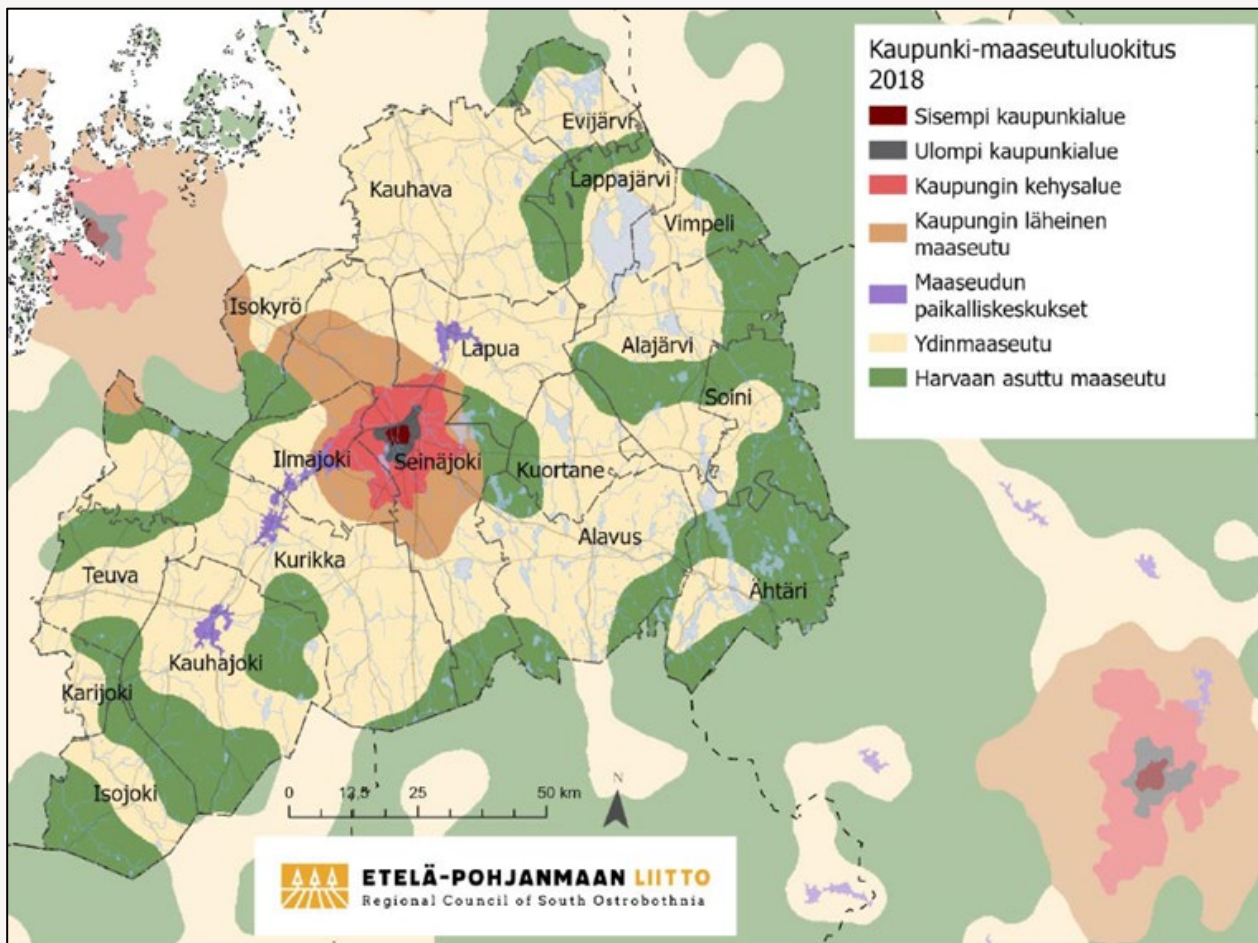 Kaupunki-maaseutuluokitus
2018
Sisempi kaupunkialue
Ulompi kaupunkialue
Kaupungin kehysalue
Kaupungin läheinen
maaseutu
Maaseudun
paikalliskeskukset
Ydinmaaseutu
Harvaan asuttu maaseutu
Evijärvi
Kauhava
Lappajärvi
Vimpeli
Isokyrö
Lapua
Alajärvi
Soini
Ilmajoki
Seinäjoki
Kuortane
Alavus
Kurikka
Teuva
Ähtäri
Kauhajoki
Karijoki
Isojoki
N
0 12,5 25 50 km
ETELÄ-POHJANMAAN LIITTO
Regional Council of South Ostrobothnia